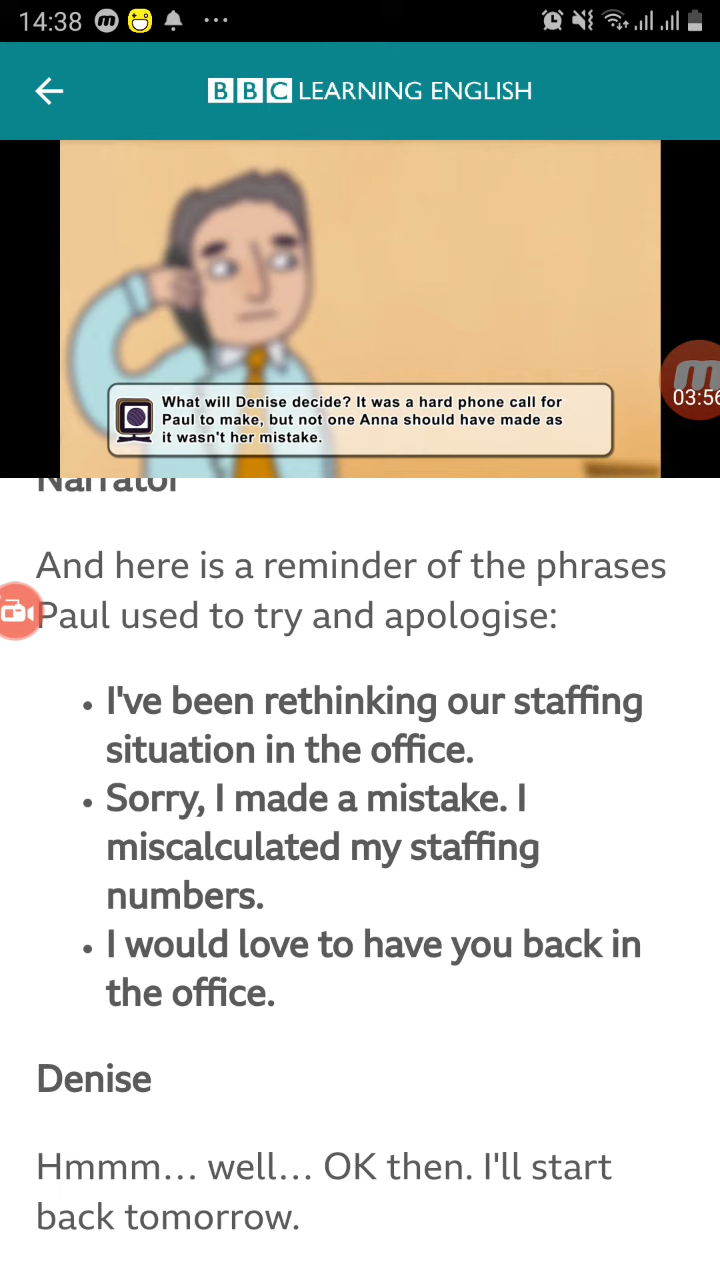 14:38
BBC LEARNING ENGLISH
What will Denise decide? It was a hard phone call for
Paul to make, but not one Anna should have made as
it wasn't her mistake.
03:56
Narrator
And here is a reminder of the phrases
Paul used to try and apologise:
• I've been rethinking our staffing
situation in the office.
• Sorry, I made a mistake. I
miscalculated my staffing
numbers.
• I would love to have you back in
the office.
Denise
Hmmm… well… OK then. I'll start
back tomorrow.